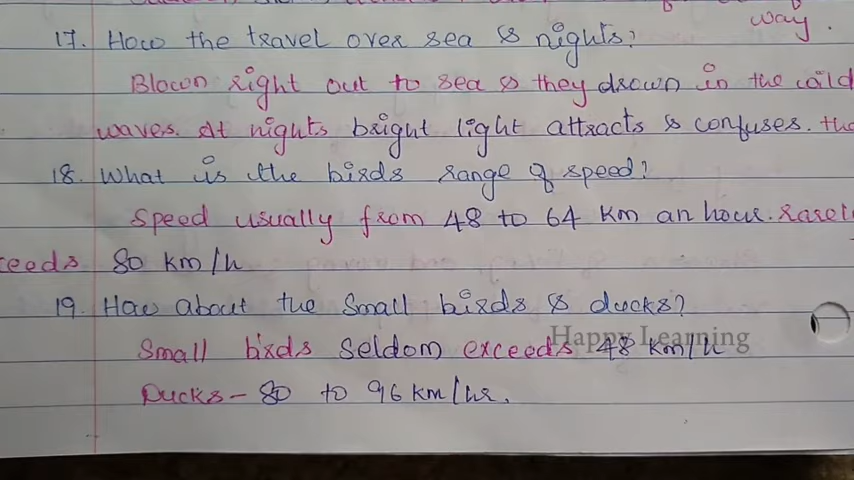 way.
17. How the travel over sea & nights?
Blown right out to sea & they drown in the wild
waves. At nights bright light attracts & confuses. the
18. What is the birds range of speed?
Speed usually from 48 to 64 km an hour.
ceeds 80 km/h
19. How about the small birds & ducks?
Happy Learning
Small birds Seldom exceeds 48 km/h
Ducks - 80 to 96 km/hr.